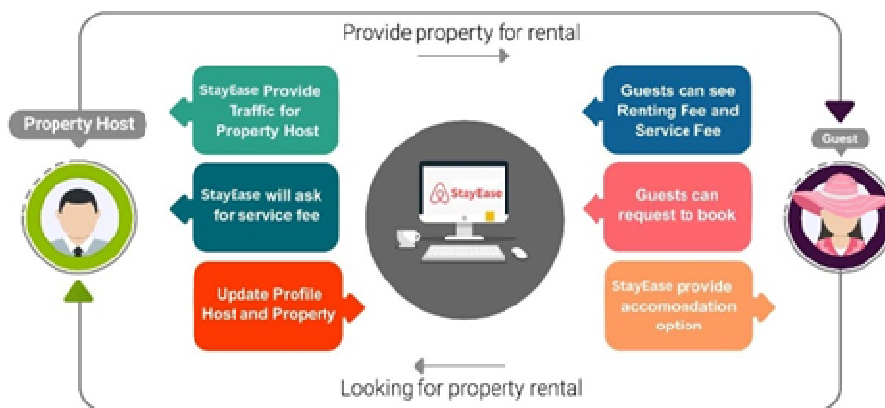 Provide property for rental
StayEase Provide
Traffic for
Property Host
Guests can see
Renting Fee and
Service Fee
Property Host
Guest
StayEase will ask
for service fee
StayEase
Guests can
request to book
Update Profile
Host and Property
StayEase provide
accomondation
option
Looking for property rental